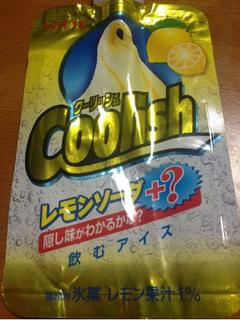 LOTTE
クーリッシュ
Coolish
レモンソーダ+?
隠し味がわかるかな?
飲むアイス
氷菓 レモン果汁1%